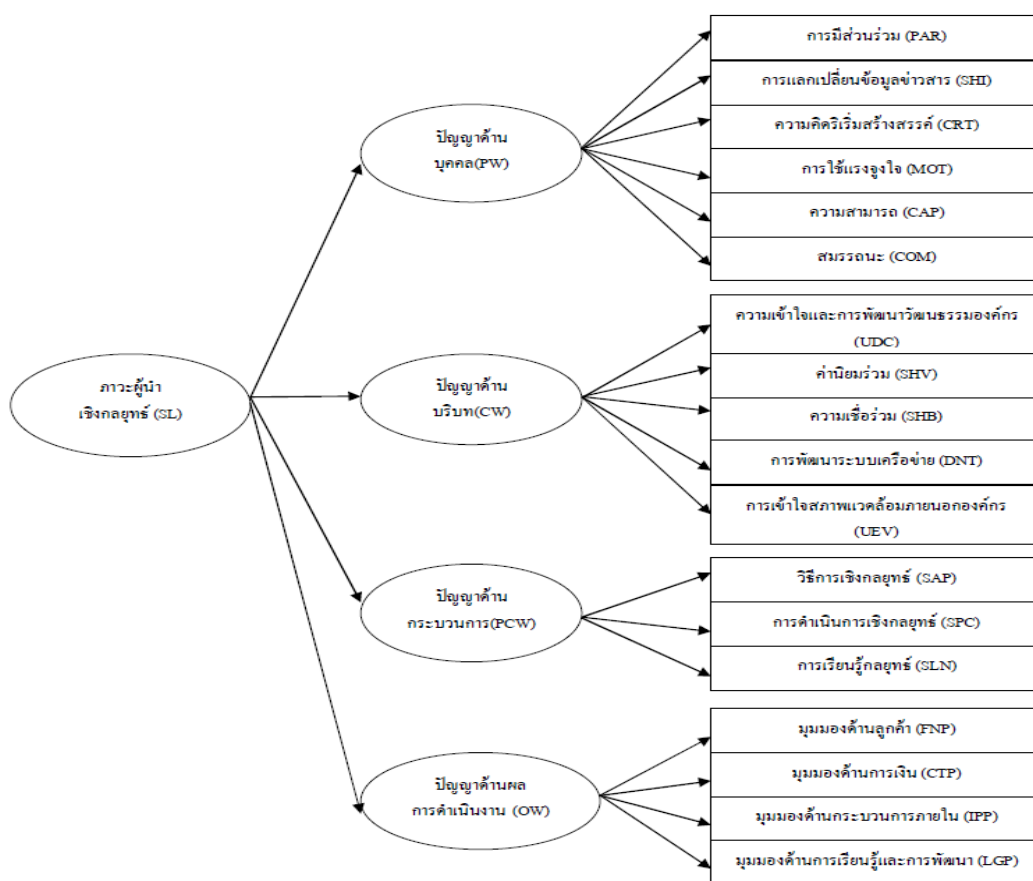 การมีส่วนร่วม (PAR)
การแลกเปลี่ยนข้อมูลข่าวสาร (SHI)
ความคิดริเริ่มสร้างสรรค์ (CRT)
การใช้แรงจูงใจ (MOT)
ความสามารถ (CAP)
สมรรถนะ (COM)
ปัญญาด้าน
บุคคล(PW)
ความเข้าใจและการพัฒนาวัฒนธรรมองค์กร
(UDC)
ค่านิยมร่วม (SHV)
ความเชื่อร่วม (SHB)
การพัฒนาระบบเครือข่าย (DNT)
การเข้าใจสภาพแวดล้อมภายนอกองค์กร
(UEV)
ภาวะผู้นำ
เชิงกลยุทธ์ (SL)
ปัญญาด้าน
บริบท(CW)
วิธีการเชิงกลยุทธ์ (SAP)
การดำเนินการเชิงกลยุทธ์ (SPC)
การเรียนรู้กลยุทธ์ (SLN)
ปัญญาด้าน
กระบวนการ(PCW)
มุมมองด้านลูกค้า (FNP)
มุมมองด้านการเงิน (CTP)
มุมมองด้านกระบวนการภายใน (IPP)
มุมมองด้านการเรียนรู้และการพัฒนา (LGP)
ปัญญาด้านผล
การดำเนินงาน (OW)